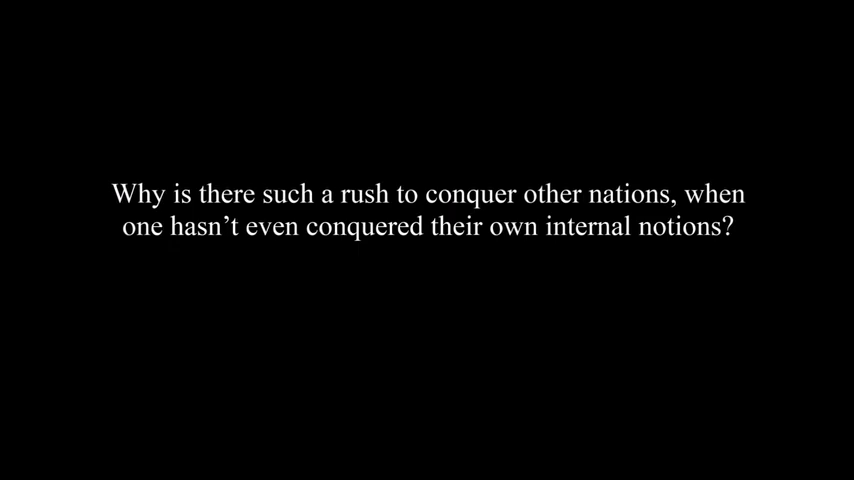 Why is there such a rush to conquer other nations, when
one hasn’t even conquered their own internal notions?